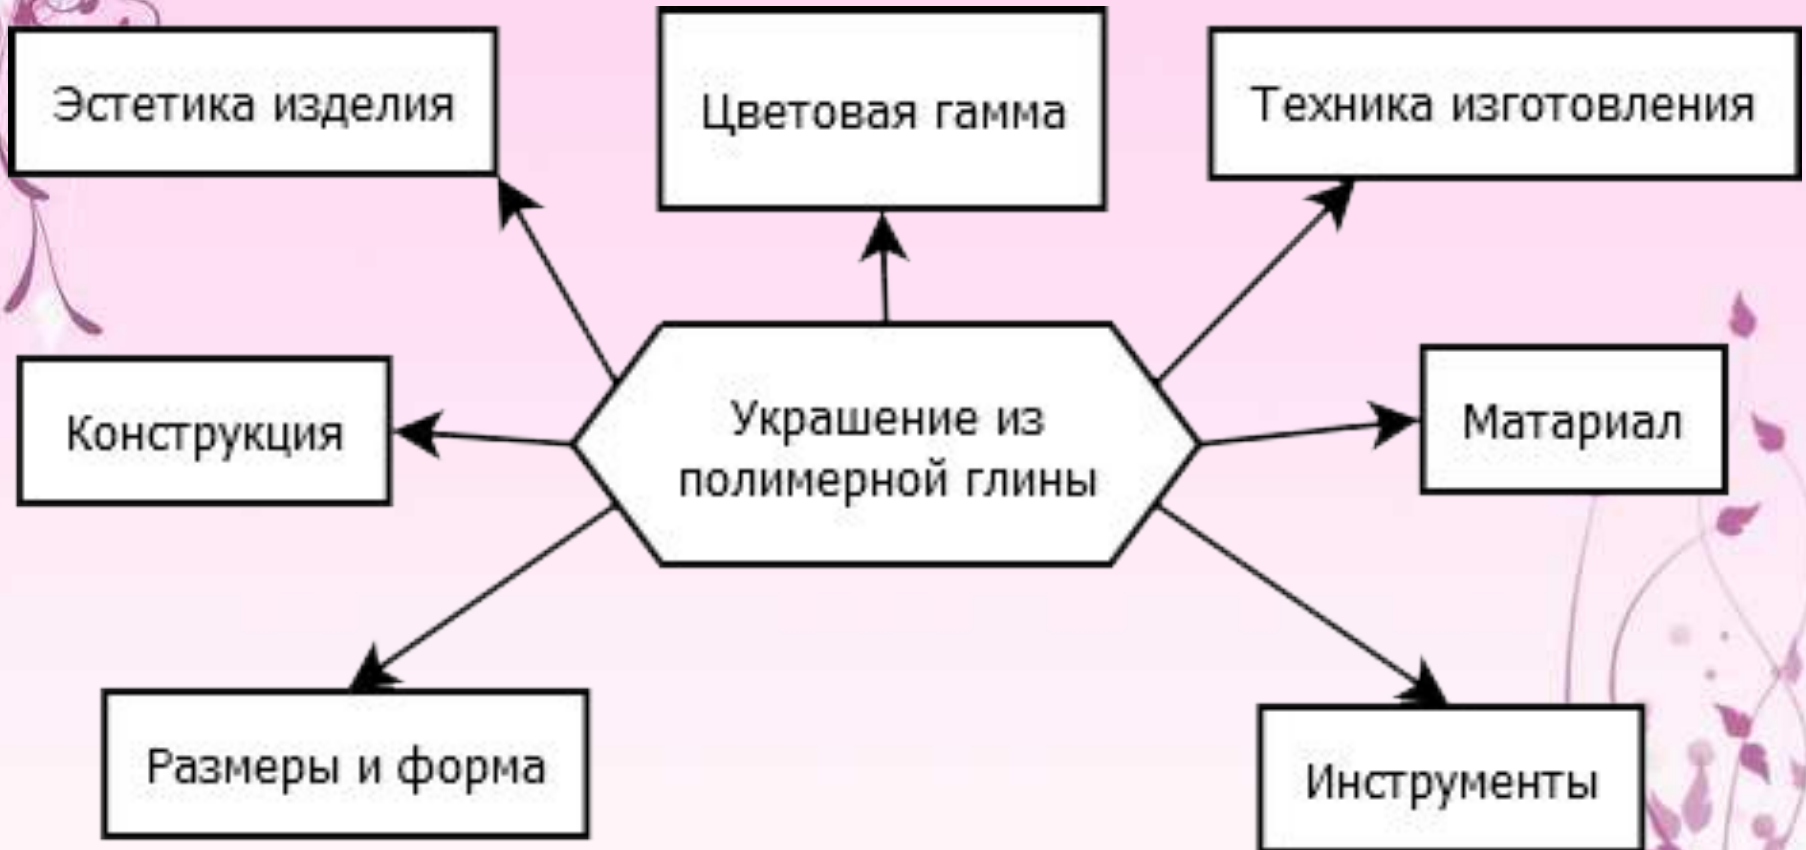 Эстетика изделия
Цветовая гамма
Техника изготовления
Конструкция
Украшение из
полимерной глины
Матариал
Размеры и форма
Инструменты